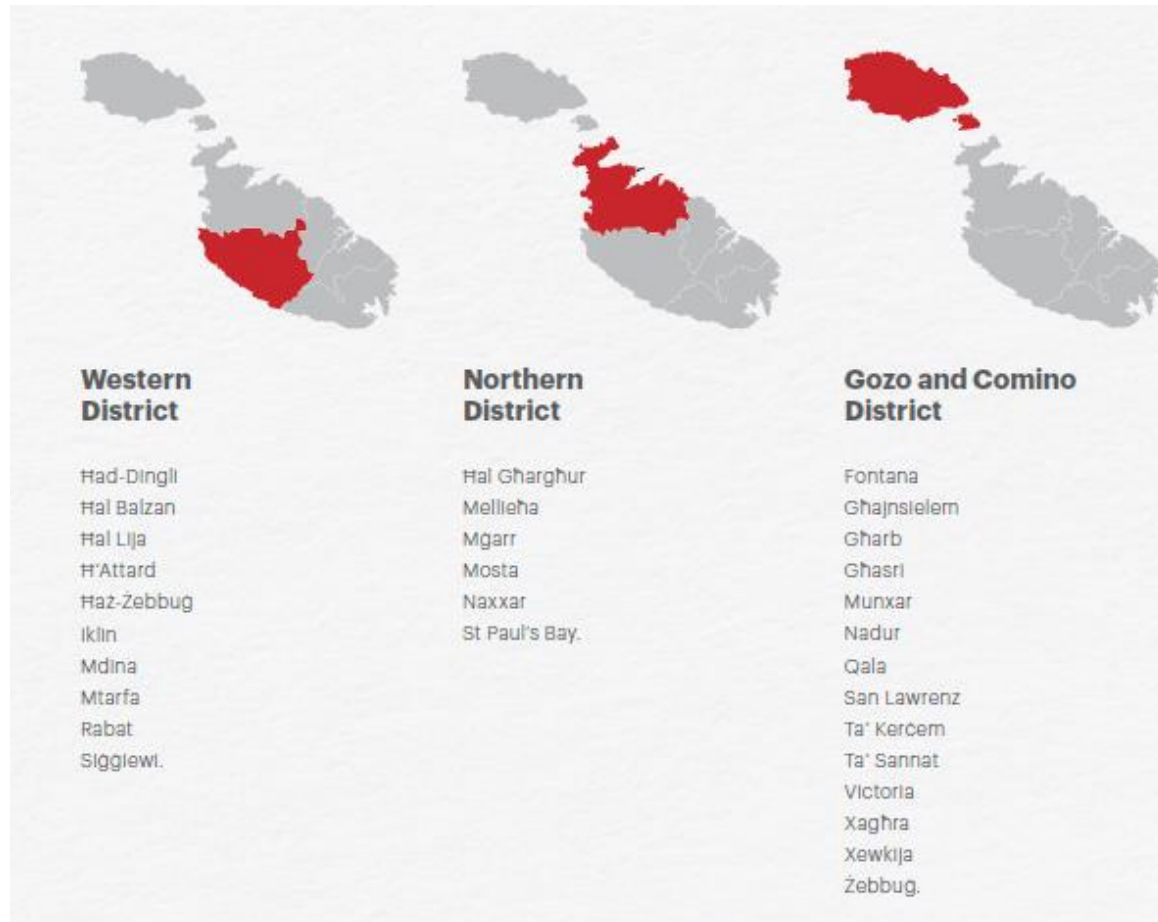 Western
District
Ħad-Dingli
Ħal Balzan
Ħal Lija
Ħ'Attard
Ħaż-Żebbuġ
Iklin
Mdina
Mtarfa
Rabat
Siġġiewi.
Northern
District
Ħal Għargħur
Mellieħa
Mġarr
Mosta
Naxxar
St Paul's Bay.
Gozo and Comino
District
Fontana
Għajnsielem
Għarb
Għasri
Munxar
Nadur
Qala
San Lawrenz
Ta' Kerċem
Ta' Sannat
Victoria
Xagħra
Xewkija
Żebbuġ.